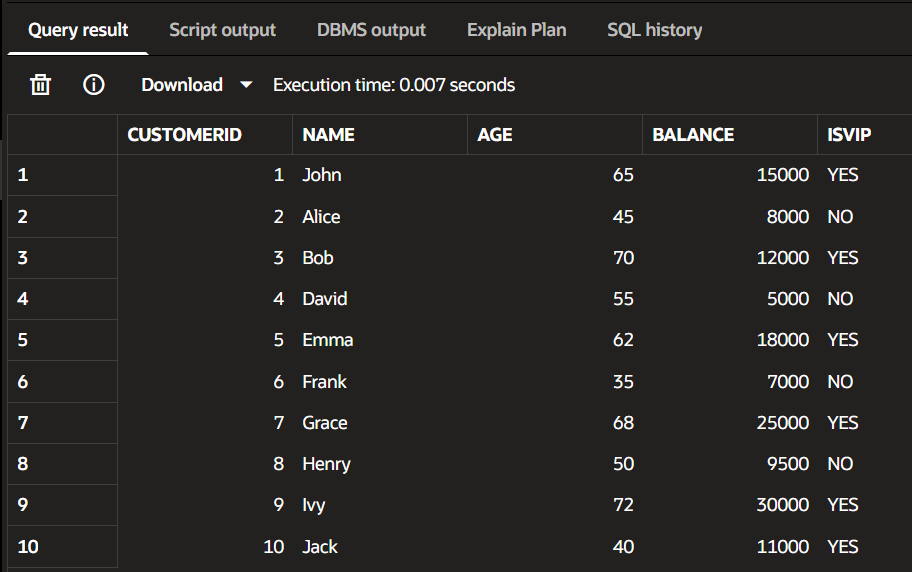 Query result Script output DBMS output Explain Plan SQL history
Download Execution time: 0.007 seconds
CUSTOMERID NAME AGE BALANCE ISVIP
1 1 John 65 15000 YES
2 2 Alice 45 8000 NO
3 3 Bob 70 12000 YES
4 4 David 55 5000 NO
5 5 Emma 62 18000 YES
6 6 Frank 35 7000 NO
7 7 Grace 68 25000 YES
8 8 Henry 50 9500 NO
9 9 Ivy 72 30000 YES
10 10 Jack 40 11000 YES